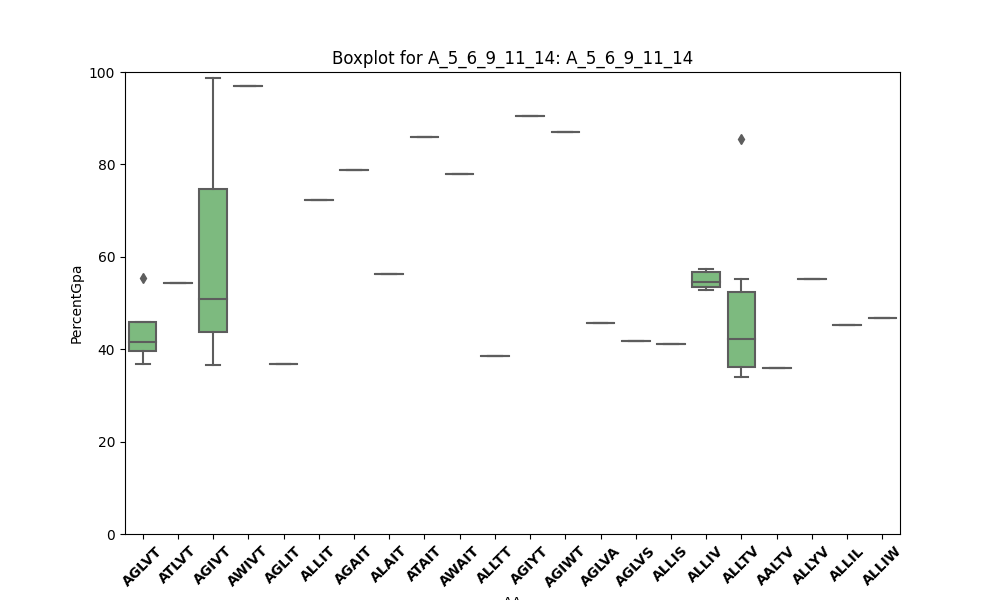 Boxplot for A_5_6_9_11_14: A_5_6_9_11_14
100
80
60
40
20
0
PercentGpa
AGLVT ATLVT AGIVT AWIVT AGLIT ALLIT AGAIT ALAIT ATAIT AWAIT ALLTT AGIYT AGIWT AGLVA AGLVS ALLIS ALLIV ALLTV AALTV ALLYV ALLIL ALLIW